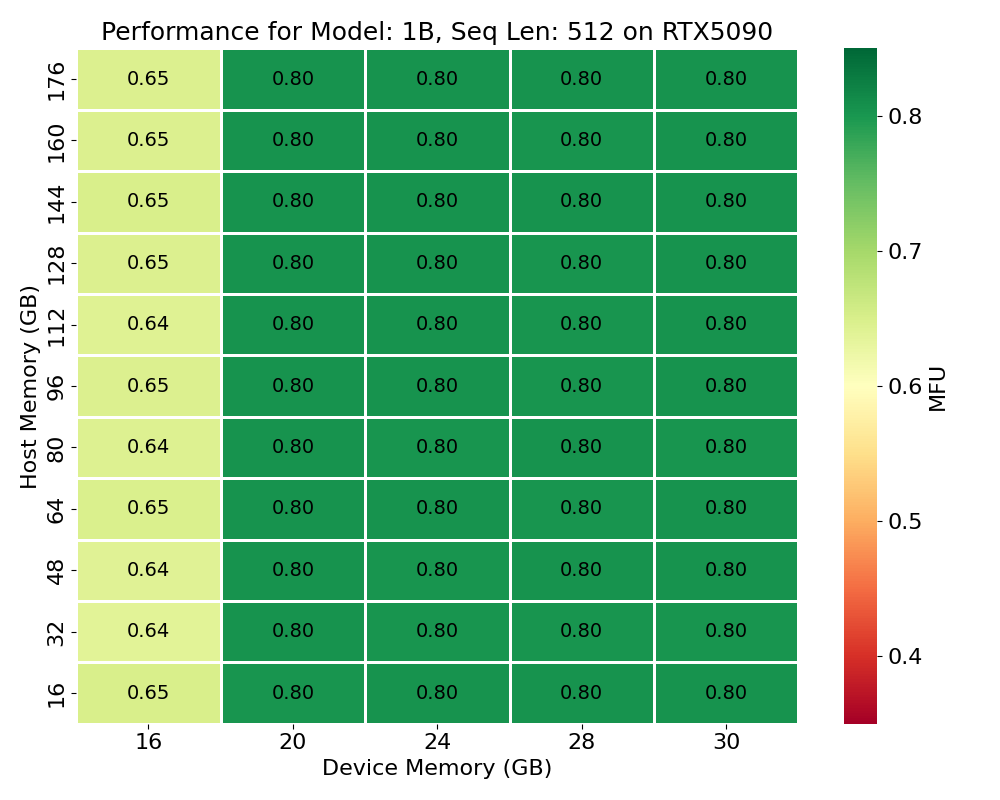 Performance for Model: 1B, Seq Len: 512 on RTX5090
176 0.65 0.80 0.80 0.80 0.80
160 0.65 0.80 0.80 0.80 0.80
144 0.65 0.80 0.80 0.80 0.80
128 0.65 0.80 0.80 0.80 0.80
112 0.64 0.80 0.80 0.80 0.80
96 0.65 0.80 0.80 0.80 0.80
80 0.64 0.80 0.80 0.80 0.80
64 0.65 0.80 0.80 0.80 0.80
48 0.64 0.80 0.80 0.80 0.80
32 0.64 0.80 0.80 0.80 0.80
16 0.65 0.80 0.80 0.80 0.80
Host Memory (GB)
16 20 24 28 30
Device Memory (GB)
0.8
0.7
0.6
0.5
0.4
MFU